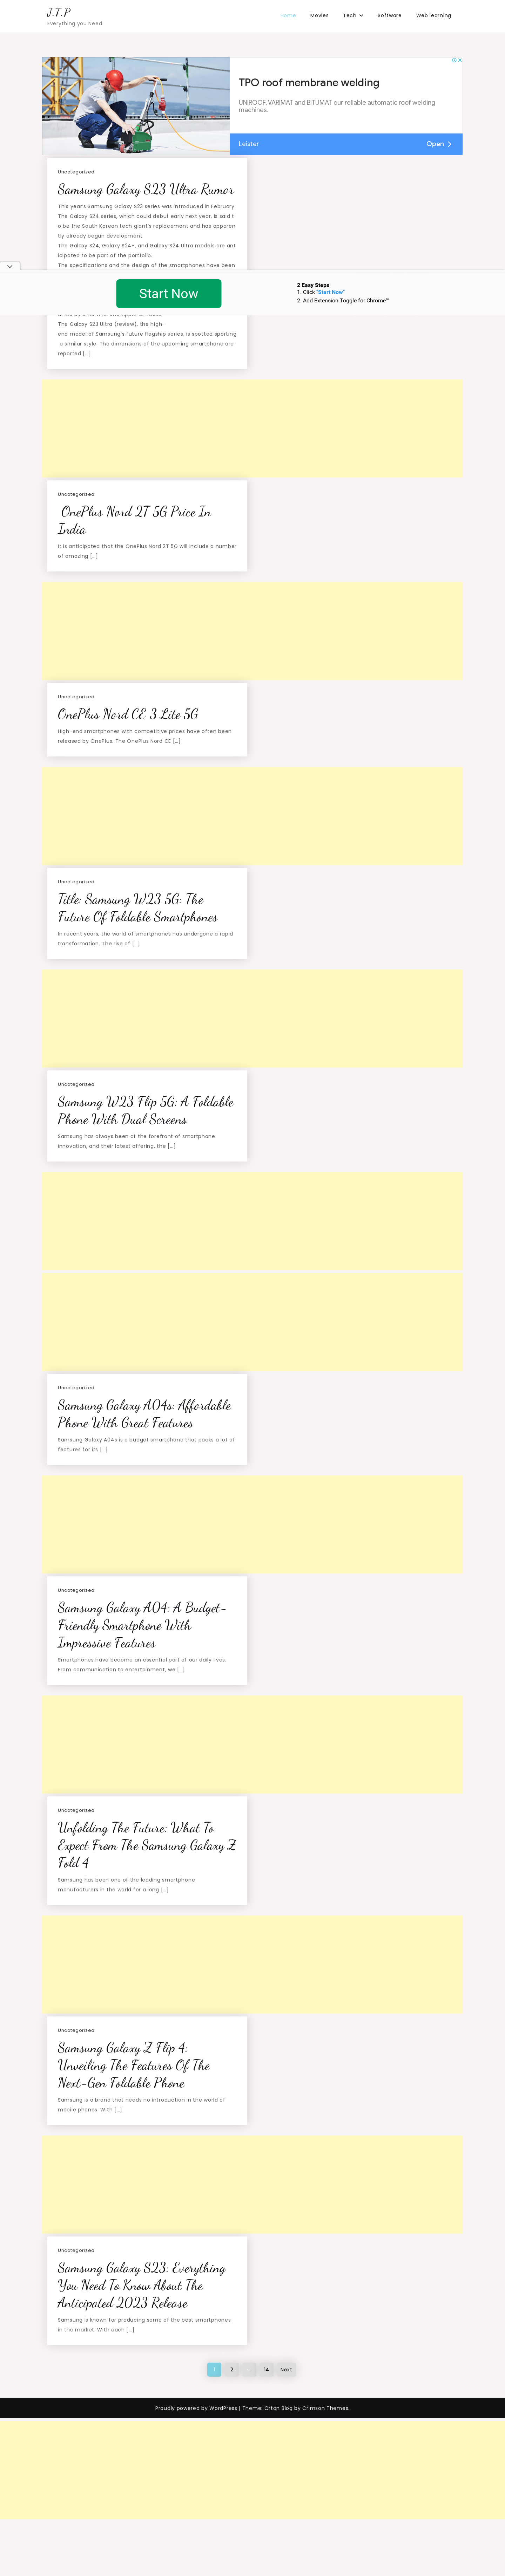 J.T.P
Everything you Need
Home Movies Tech Software Web learning
TPO roof membrane welding
UNIROOF, VARIMAT and BITUMAT our reliable automatic roof welding
machines.
Leister Open
Uncategorized
Samsung Galaxy S23 Ultra Rumor
This year's Samsung Galaxy S23 series was introduced in February.
The Galaxy S24 series, which could debut early next year, is said t
o be the South Korean tech giant's replacement and has apparen
tly already begun development.
The Galaxy S24, Galaxy S24+, and Galaxy S24 Ultra models are ant
icipated to be part of the portfolio.
The specifications and the design of the smartphones have been
Start Now
2 Easy Steps
1. Click "Start Now"
2. Add Extension Toggle for Chrome™
The Galaxy S23 Ultra (review), the high-
end model of Samsung's future flagship series, is spotted sporting
a similar style. The dimensions of the upcoming smartphone are
reported […]
Uncategorized
OnePlus Nord 2T 5G Price In
India
It is anticipated that the OnePlus Nord 2T 5G will include a number
of amazing […]
Uncategorized
OnePlus Nord CE 3 Lite 5G
High-end smartphones with competitive prices have often been
released by OnePlus. The OnePlus Nord CE […]
Uncategorized
Title: Samsung W23 5G: The
Future Of Foldable Smartphones
In recent years, the world of smartphones has undergone a rapid
transformation. The rise of […]
Uncategorized
Samsung W23 Flip 5G: A Foldable
Phone With Dual Screens
Samsung has always been at the forefront of smartphone
innovation, and their latest offering, the […]
Uncategorized
Samsung Galaxy A04s: Affordable
Phone With Great Features
Samsung Galaxy A04s is a budget smartphone that packs a lot of
features for its […]
Uncategorized
Samsung Galaxy A04: A Budget-
Friendly Smartphone With
Impressive Features
Smartphones have become an essential part of our daily lives.
From communication to entertainment, we […]
Uncategorized
Unfolding The Future: What To
Expect From The Samsung Galaxy Z
Fold 4
Samsung has been one of the leading smartphone
manufacturers in the world for a long […]
Uncategorized
Samsung Galaxy Z Flip 4:
Unveiling The Features Of The
Next-Gen Foldable Phone
Samsung is a brand that needs no introduction in the world of
mobile phones. With […]
Uncategorized
Samsung Galaxy S23: Everything
You Need To Know About The
Anticipated 2023 Release
Samsung is known for producing some of the best smartphones
in the market. With each […]
1 2 … 14 Next
Proudly powered by WordPress | Theme: Ortan Blog by Crimson Themes.